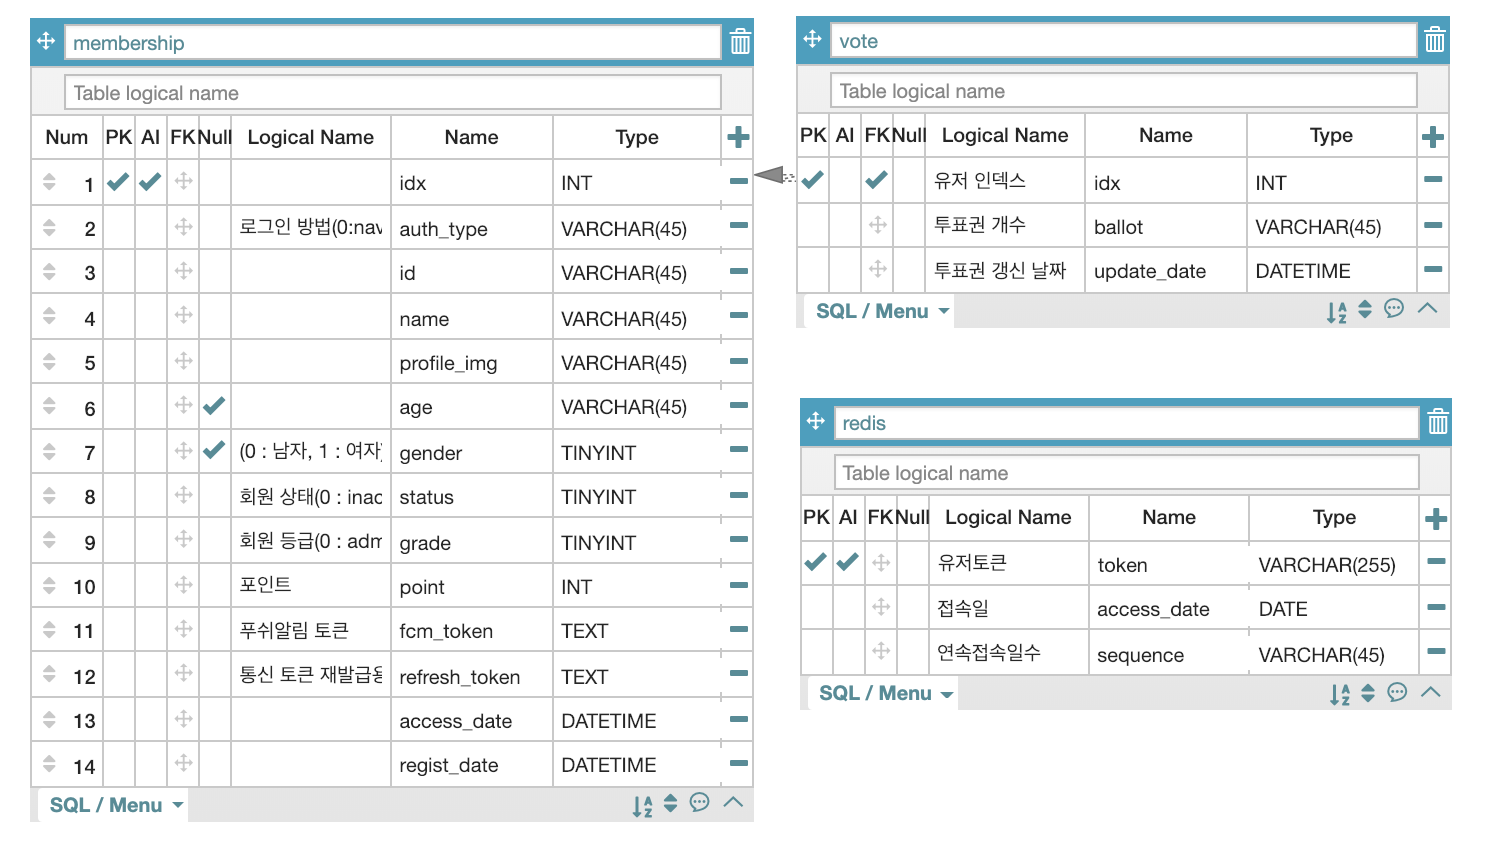 membership
Table logical name
Num PK AI FK Null Logical Name Name Type
1 idx INT
2 로그인 방법(0:nav auth_type VARCHAR(45)
3 id VARCHAR(45)
4 name VARCHAR(45)
5 profile_img VARCHAR(45)
6 age VARCHAR(45)
7 (0 : 남자, 1 : 여자) gender TINYINT
8 회원 상태(0 : inac status TINYINT
9 회원 등급(0 : adm grade TINYINT
10 포인트 point INT
11 푸쉬알림 토큰 fcm_token TEXT
12 통신 토큰 재발급용 refresh_token TEXT
13 access_date DATETIME
14 regist_date DATETIME
SQL / Menu
vote
Table logical name
PK AI FK Null Logical Name Name Type
유저 인덱스 idx INT
투표권 개수 ballot VARCHAR(45)
투표권 갱신 날짜 update_date DATETIME
SQL / Menu
redis
Table logical name
PK AI FK Null Logical Name Name Type
유저토큰 token VARCHAR(255)
접속일 access_date DATE
연속접속일수 sequence VARCHAR(45)
SQL / Menu